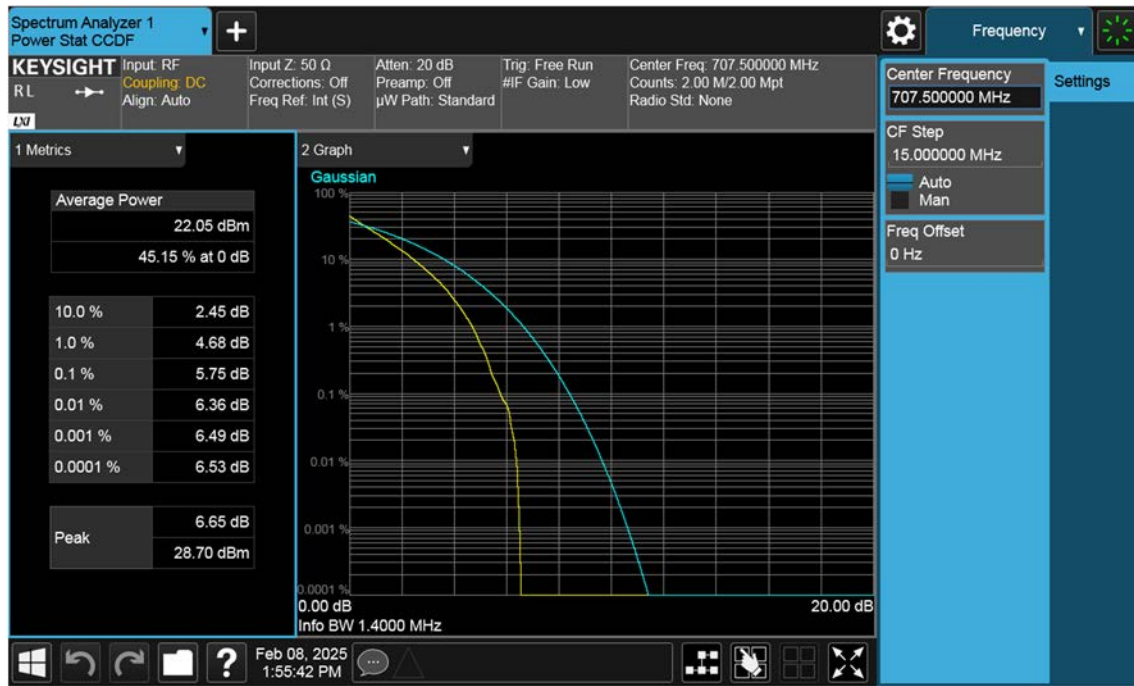 Spectrum Analyzer 1
Power Stat CCDF
+
Frequency
KEYSIGHT
RL
LXI
Input: RF
Coupling: DC
Align: Auto
Input Z: 50 Ω
Corrections: Off
Freq Ref: Int (S)
Atten: 20 dB
Preamp: Off
µW Path: Standard
Trig: Free Run
#IF Gain: Low
Center Freq: 707.500000 MHz
Counts: 2.00 M/2.00 Mpt
Radio Std: None
Center Frequency
707.500000 MHz
Settings
CF Step
15.000000 MHz
Auto
Man
Freq Offset
0 Hz
1 Metrics
Average Power
22.05 dBm
45.15 % at 0 dB
10.0 % 2.45 dB
1.0 % 4.68 dB
0.1 % 5.75 dB
0.01 % 6.36 dB
0.001 % 6.49 dB
0.0001 % 6.53 dB
Peak
6.65 dB
28.70 dBm
2 Graph
Gaussian
100 %
10 %
1 %
0.1 %
0.01 %
0.001 %
0.0001 %
0.00 dB 20.00 dB
Info BW 1.4000 MHz
?
Feb 08, 2025
1:55:42 PM